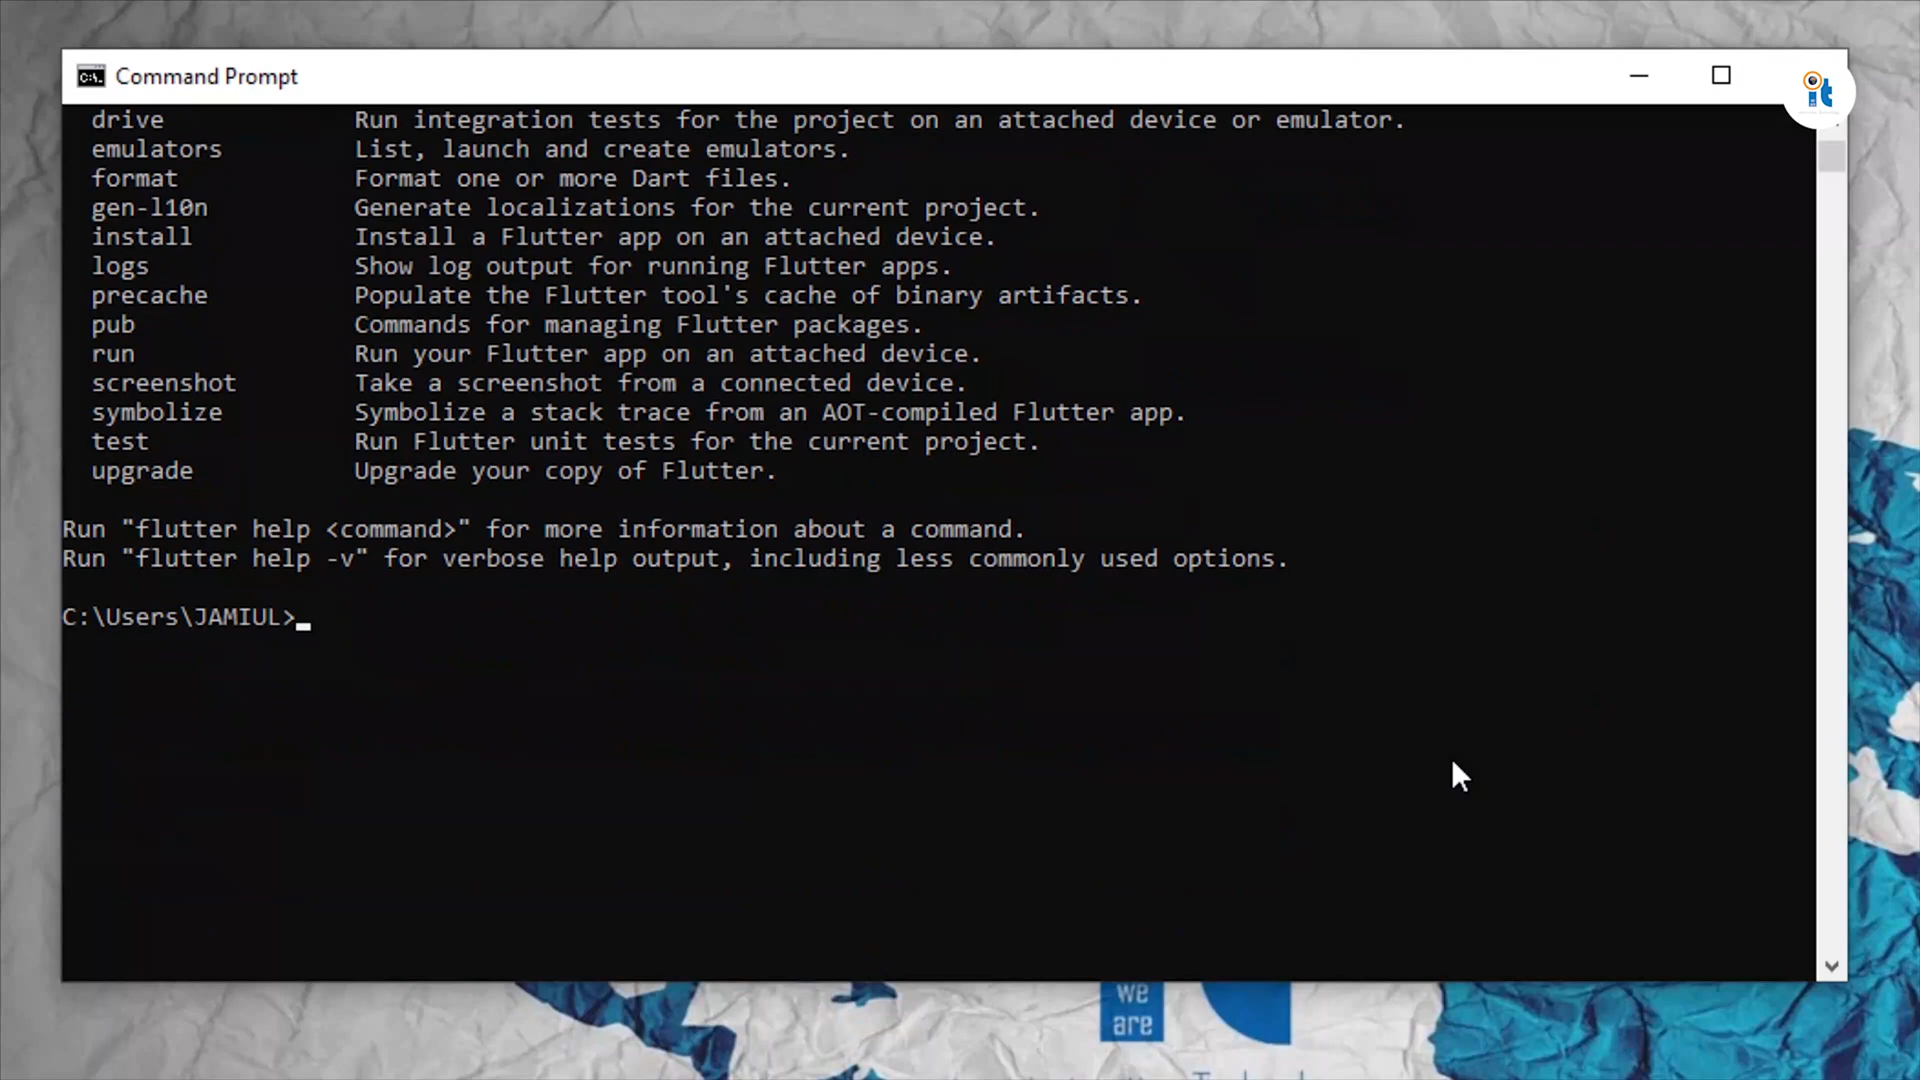 Command Prompt
it
drive Run integration tests for the project on an attached device or emulator.
emulators List, launch and create emulators.
format Format one or more Dart files.
gen-l10n Generate localizations for the current project.
install Install a Flutter app on an attached device.
logs Show log output for running Flutter apps.
precache Populate the Flutter tool's cache of binary artifacts.
pub Commands for managing Flutter packages.
run Run your Flutter app on an attached device.
screenshot Take a screenshot from a connected device.
symbolize Symbolize a stack trace from an AOT-compiled Flutter app.
test Run Flutter unit tests for the current project.
upgrade Upgrade your copy of Flutter.
Run "flutter help <command>" for more information about a command.
Run "flutter help -v" for verbose help output, including less commonly used options.
C:\Users\JAMIUL>
we
are